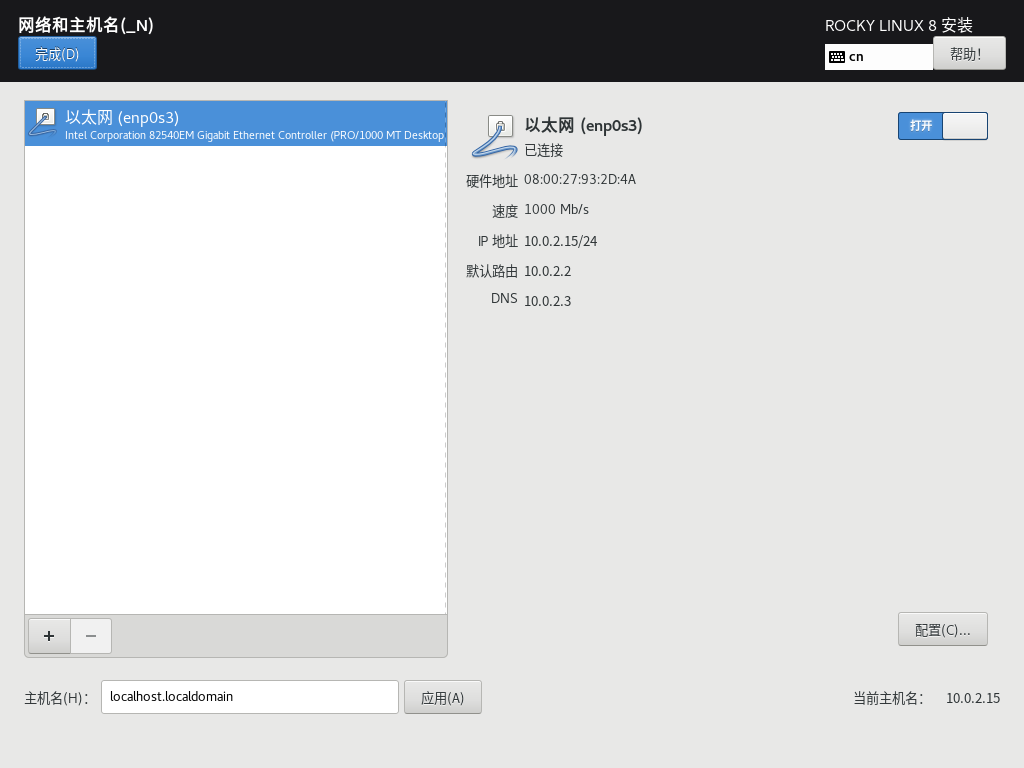 网络和主机名(_N)
ROCKY LINUX 8 安装
完成(D)
cn
帮助！
以太网 (enp0s3)
Intel Corporation 82540EM Gigabit Ethernet Controller (PRO/1000 MT Desktop
以太网 (enp0s3)
已连接
打开
硬件地址 08:00:27:93:2D:4A
速度 1000 Mb/s
IP 地址 10.0.2.15/24
默认路由 10.0.2.2
DNS 10.0.2.3
配置(C)...
主机名(H)： localhost.localdomain 应用(A)
当前主机名： 10.0.2.15